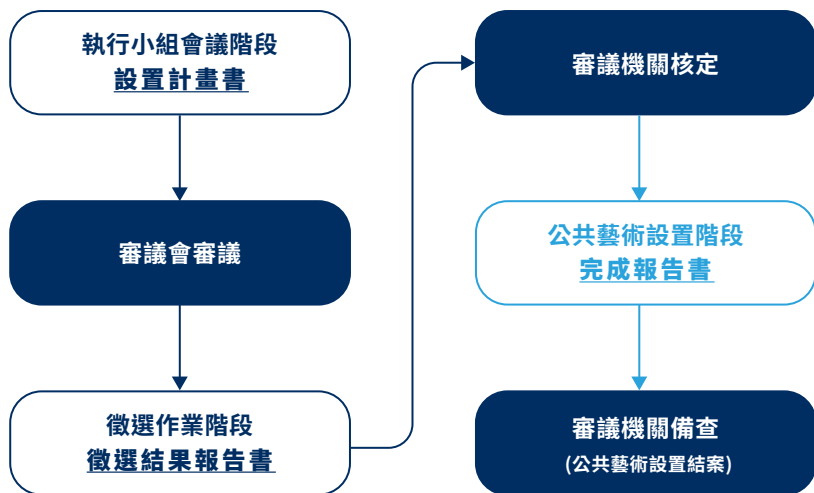 執行小組會議階段
設置計畫書
審議會審議
徵選作業階段
徵選結果報告書
審議機關核定
公共藝術設置階段
完成報告書
審議機關備查
(公共藝術設置結案)